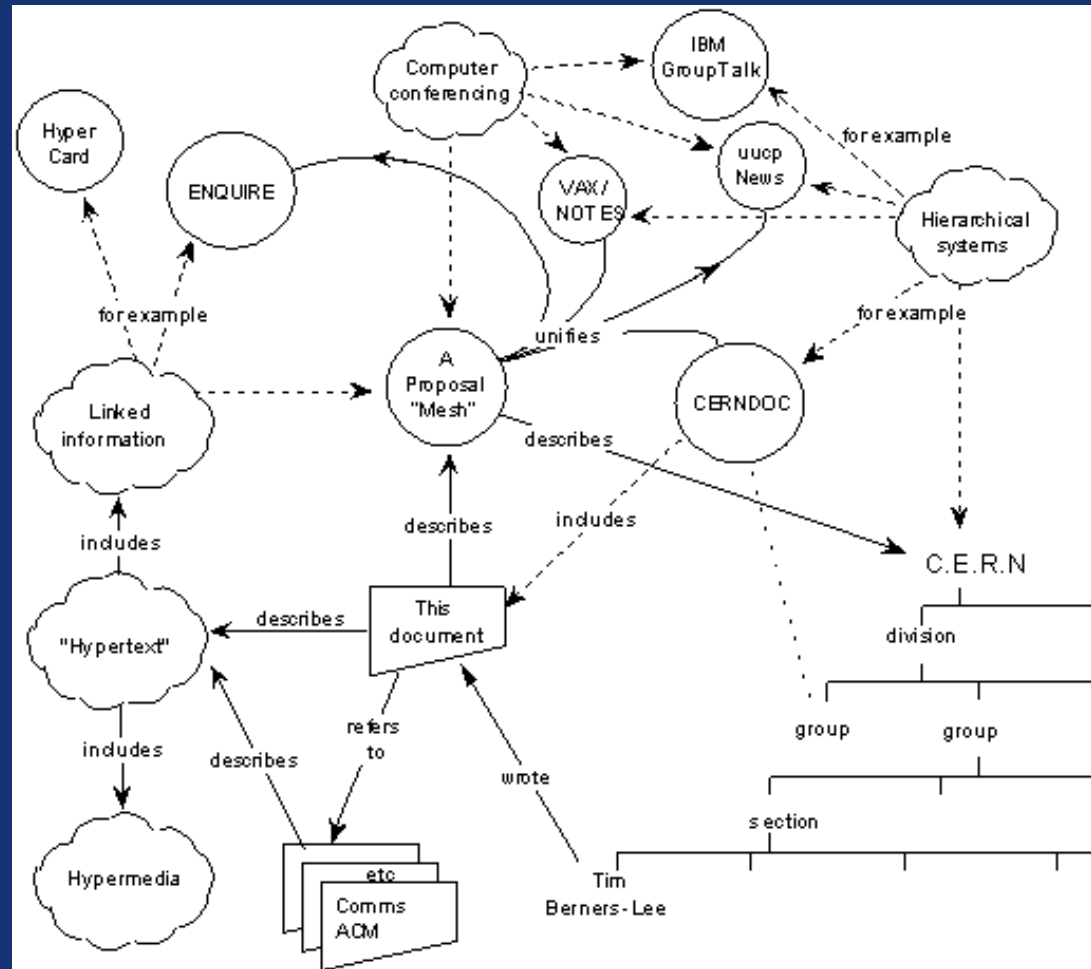 IBM
GroupTalk
Computer
conferencing
Hyper
Card
for example
uucp
News
ENQUIRE
VAX/
NOTES
Hierarchical
systems
for example
for example
unifies
A
Proposal
"Mesh"
CERNDOC
Linked
information
describes
includes
describes
includes
C.E.R.N
This
document
describes
"Hypertext"
division
refers
to
group
group
includes
describes
wrote
section
Hypermedia
etc
Tim
Berners-Lee
Comms
ACM